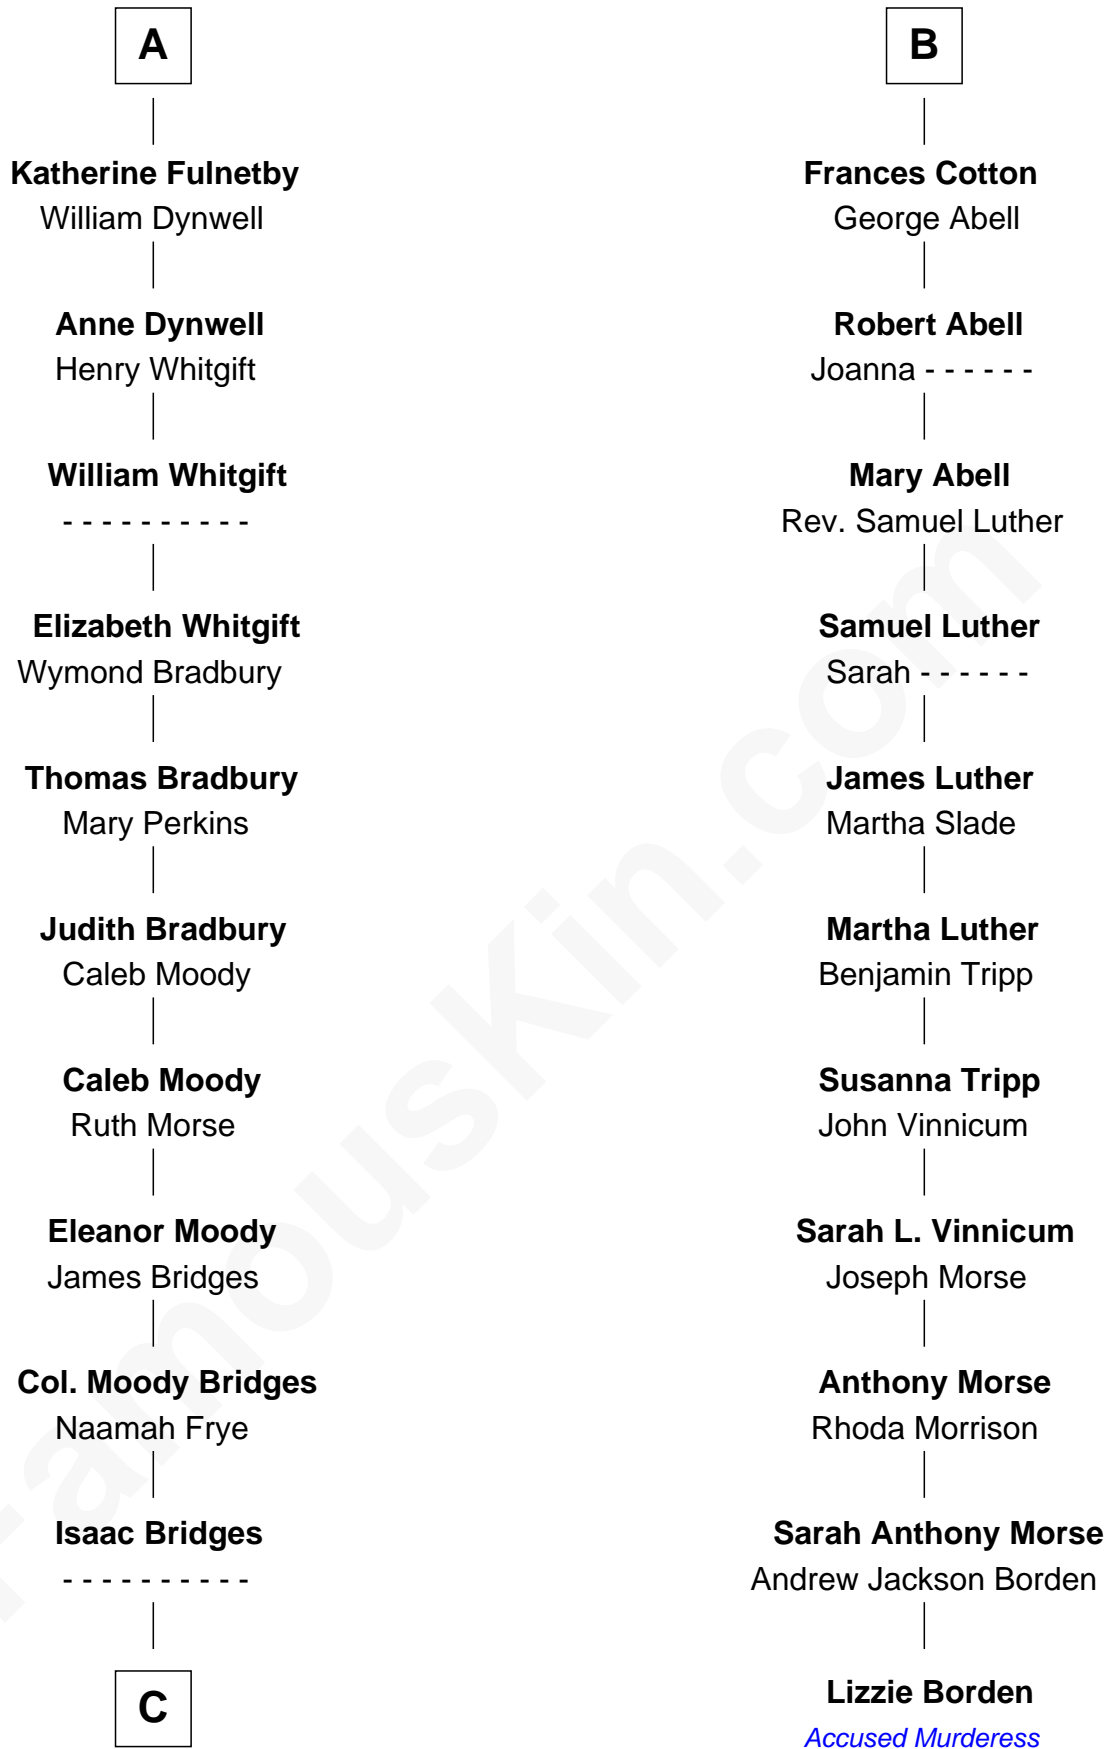 A
Katherine Fulnetby
William Dynwell
Anne Dynwell
Henry Whitgift
William Whitgift
- - - - - - - - - -
Elizabeth Whitgift
Wymond Bradbury
Thomas Bradbury
Mary Perkins
Judith Bradbury
Caleb Moody
Caleb Moody
Ruth Morse
Eleanor Moody
James Bridges
Col. Moody Bridges
Naamah Frye
Isaac Bridges
- - - - - - - - - -
C
B
Frances Cotton
George Abell
Robert Abell
Joanna - - - - - -
Mary Abell
Rev. Samuel Luther
Samuel Luther
Sarah - - - - - -
James Luther
Martha Slade
Martha Luther
Benjamin Tripp
Susanna Tripp
John Vinnicum
Sarah L. Vinnicum
Joseph Morse
Anthony Morse
Rhoda Morrison
Sarah Anthony Morse
Andrew Jackson Borden
Lizzie Borden
Accused Murderess
FamousKin.com